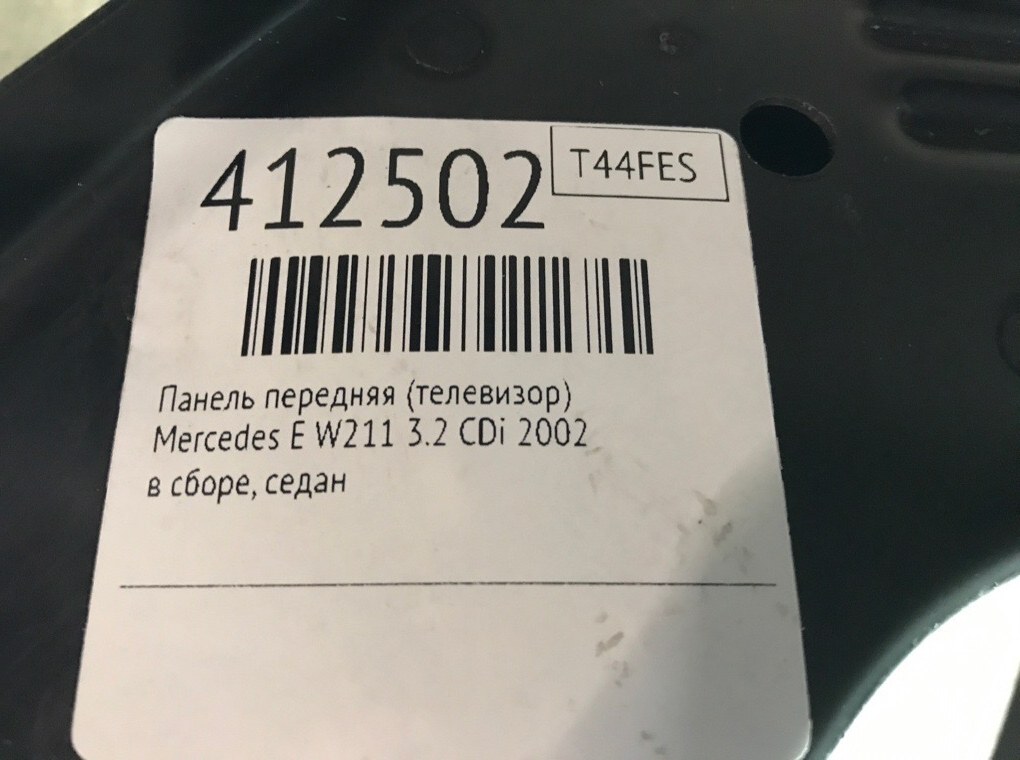 412502
T44FES
Панель передняя (телевизор)
Mercedes E W211 3.2 CDi 2002
в сборе, седан